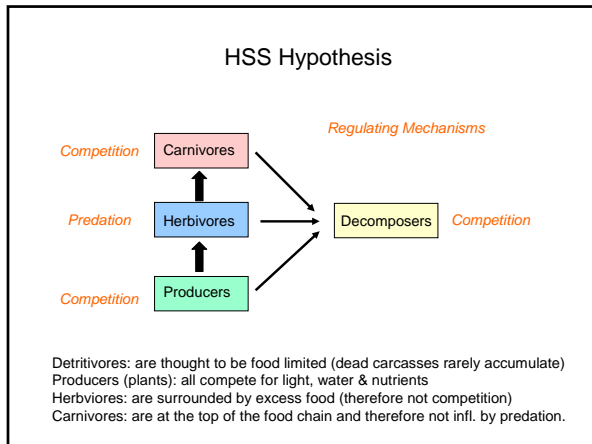 HSS Hypothesis
Regulating Mechanisms
Competition Carnivores
Predation Herbivores Decomposers Competition
Competition Producers
Detritivores: are thought to be food limited (dead carcasses rarely accumulate)
Producers (plants): all compete for light, water & nutrients
Herbviores: are surrounded by excess food (therefore not competition)
Carnivores: are at the top of the food chain and therefore not infl. by predation.